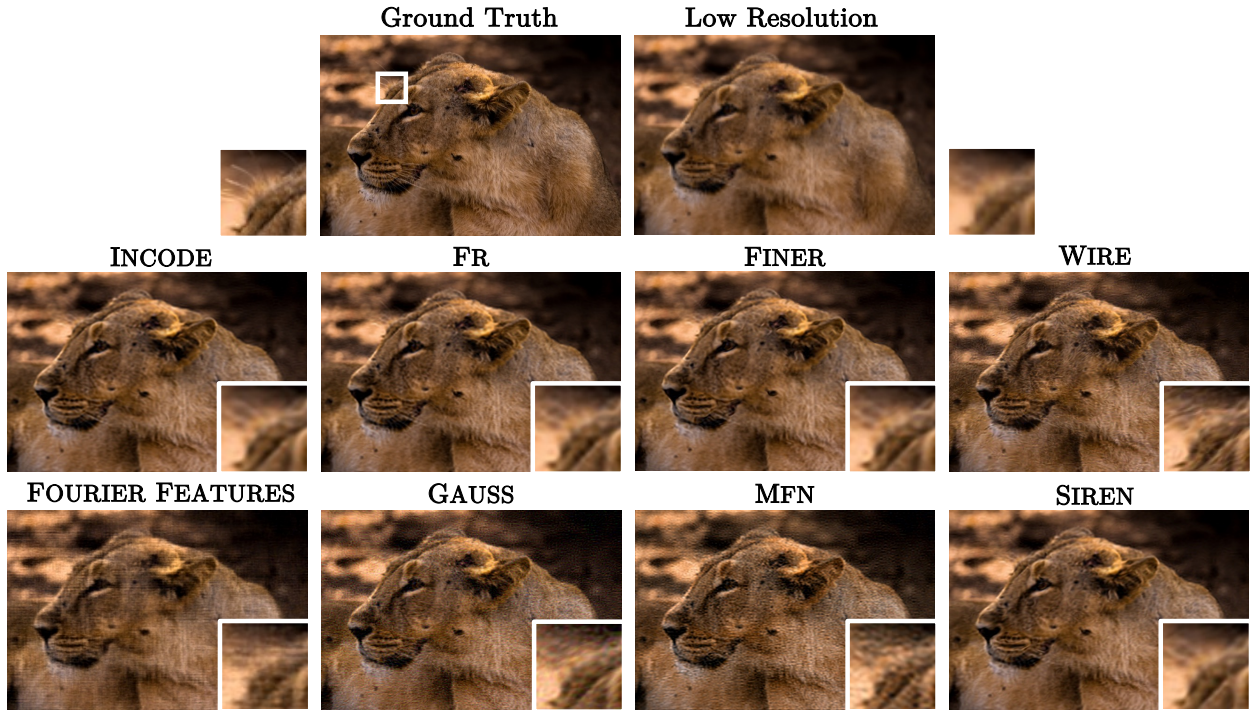 Ground Truth
Low Resolution
INCODE
FR
FINER
WIRE
FOURIER FEATURES
GAUSS
MFN
SIREN